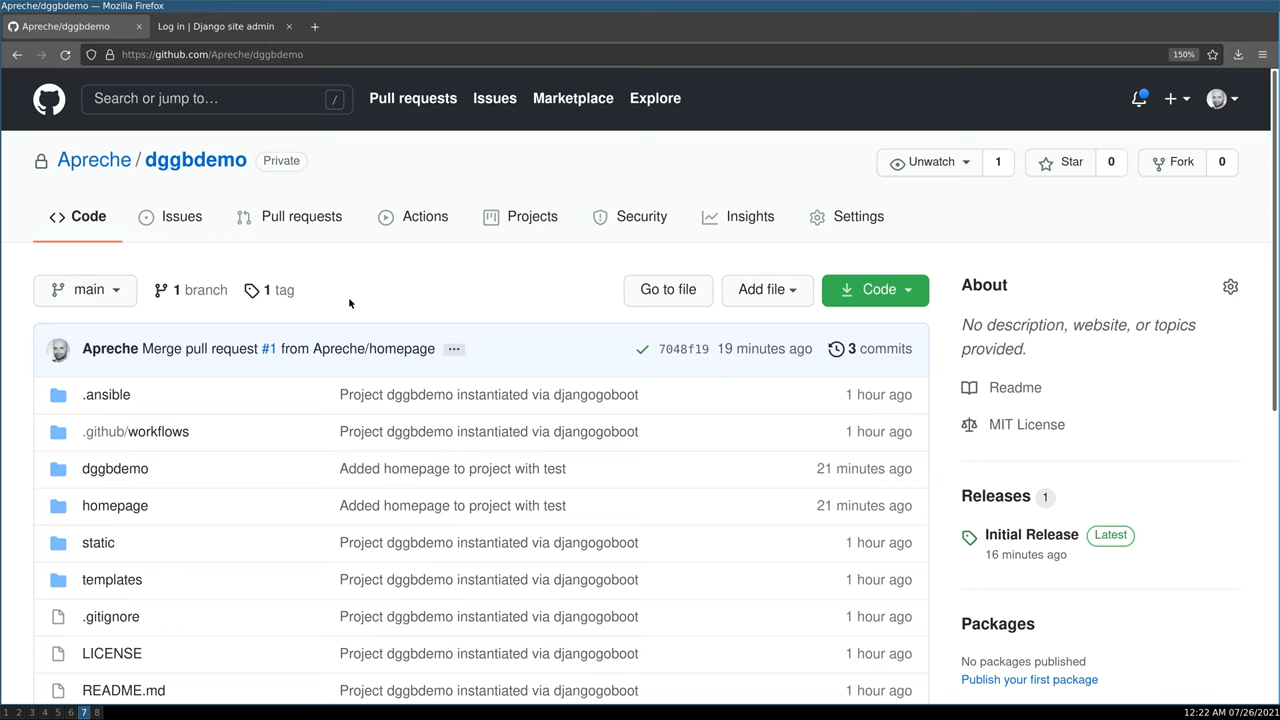 Apreche/dggbdemo — Mozilla Firefox
Apreche/dggbdemo × Log in | Django site admin × +
https://github.com/Apreche/dggbdemo 150%
Search or jump to… / Pull requests Issues Marketplace Explore
Apreche / dggbdemo Private Unwatch 1 Star 0 Fork 0
Code Issues Pull requests Actions Projects Security Insights Settings
main 1 branch 1 tag Go to file Add file Code
Apreche Merge pull request #1 from Apreche/homepage … 7048f19 19 minutes ago 3 commits
.ansible Project dggbdemo instantiated via djangogoboot 1 hour ago
.github/workflows Project dggbdemo instantiated via djangogoboot 1 hour ago
dggbdemo Added homepage to project with test 21 minutes ago
homepage Added homepage to project with test 21 minutes ago
static Project dggbdemo instantiated via djangogoboot 1 hour ago
templates Project dggbdemo instantiated via djangogoboot 1 hour ago
.gitignore Project dggbdemo instantiated via djangogoboot 1 hour ago
LICENSE Project dggbdemo instantiated via djangogoboot 1 hour ago
README.md Project dggbdemo instantiated via djangogoboot 1 hour ago
About
No description, website, or topics
provided.
Readme
MIT License
Releases 1
Initial Release Latest
16 minutes ago
Packages
No packages published
Publish your first package
1 2 3 4 5 6 7 8 12:22 AM 07/26/2021